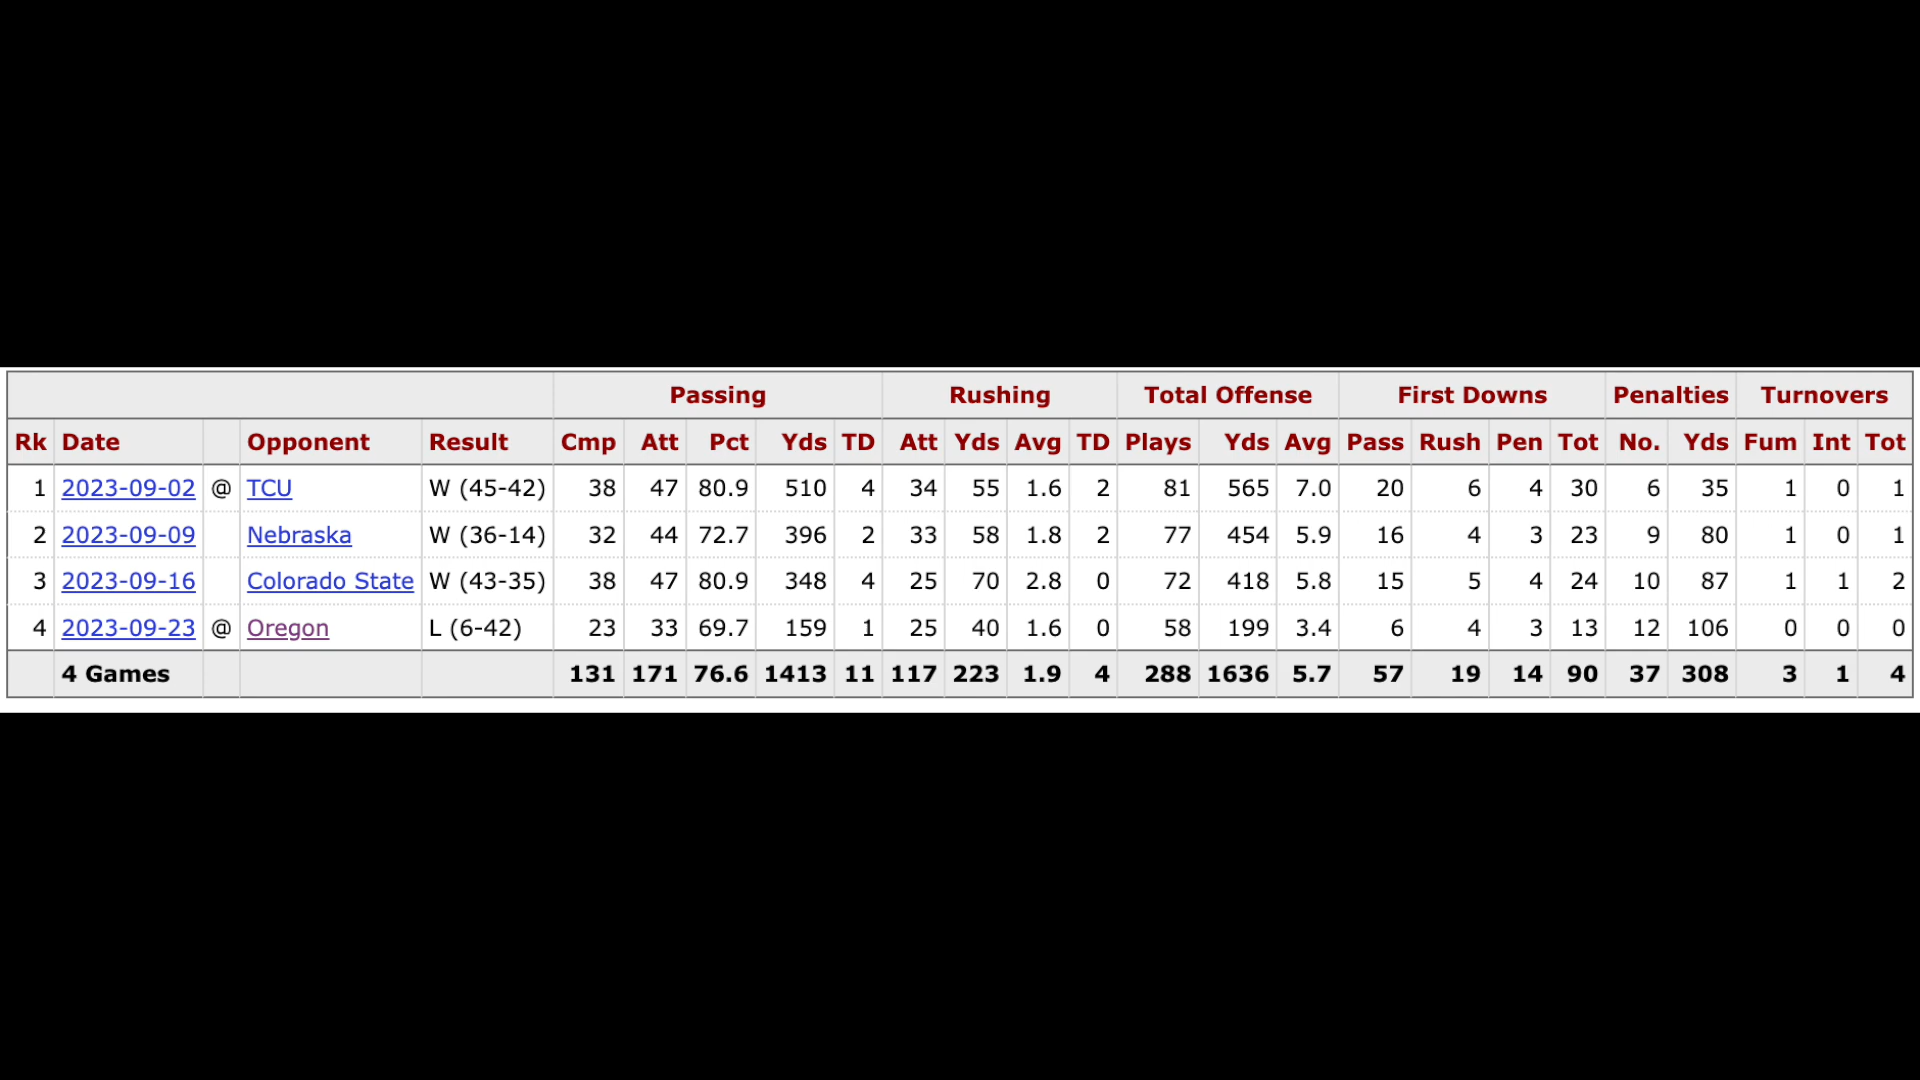 Passing Rushing Total Offense First Downs Penalties Turnovers
Rk Date Opponent Result Cmp Att Pct Yds TD Att Yds Avg TD Plays Yds Avg Pass Rush Pen Tot No. Yds Fum Int Tot
1 2023-09-02 @ TCU W (45-42) 38 47 80.9 510 4 34 55 1.6 2 81 565 7.0 20 6 4 30 6 35 1 0 1
2 2023-09-09 Nebraska W (36-14) 32 44 72.7 396 2 33 58 1.8 2 77 454 5.9 16 4 3 23 9 80 1 0 1
3 2023-09-16 Colorado State W (43-35) 38 47 80.9 348 4 25 70 2.8 0 72 418 5.8 15 5 4 24 10 87 1 1 2
4 2023-09-23 @ Oregon L (6-42) 23 33 69.7 159 1 25 40 1.6 0 58 199 3.4 6 4 3 13 12 106 0 0 0
4 Games 131 171 76.6 1413 11 117 223 1.9 4 288 1636 5.7 57 19 14 90 37 308 3 1 4